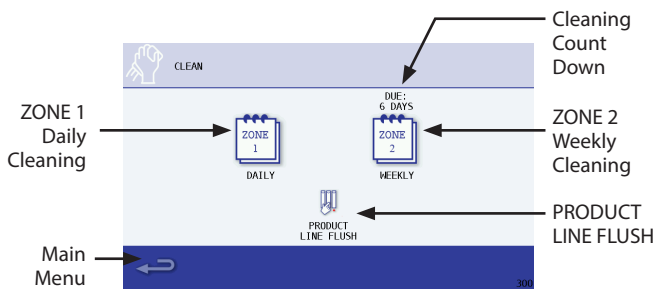 Cleaning
Count
Down
CLEAN
DUE:
6 DAYS
ZONE 1
Daily
Cleaning
ZONE
1
DAILY
ZONE
2
WEEKLY
ZONE 2
Weekly
Cleaning
PRODUCT
LINE FLUSH
PRODUCT
LINE FLUSH
Main
Menu
300